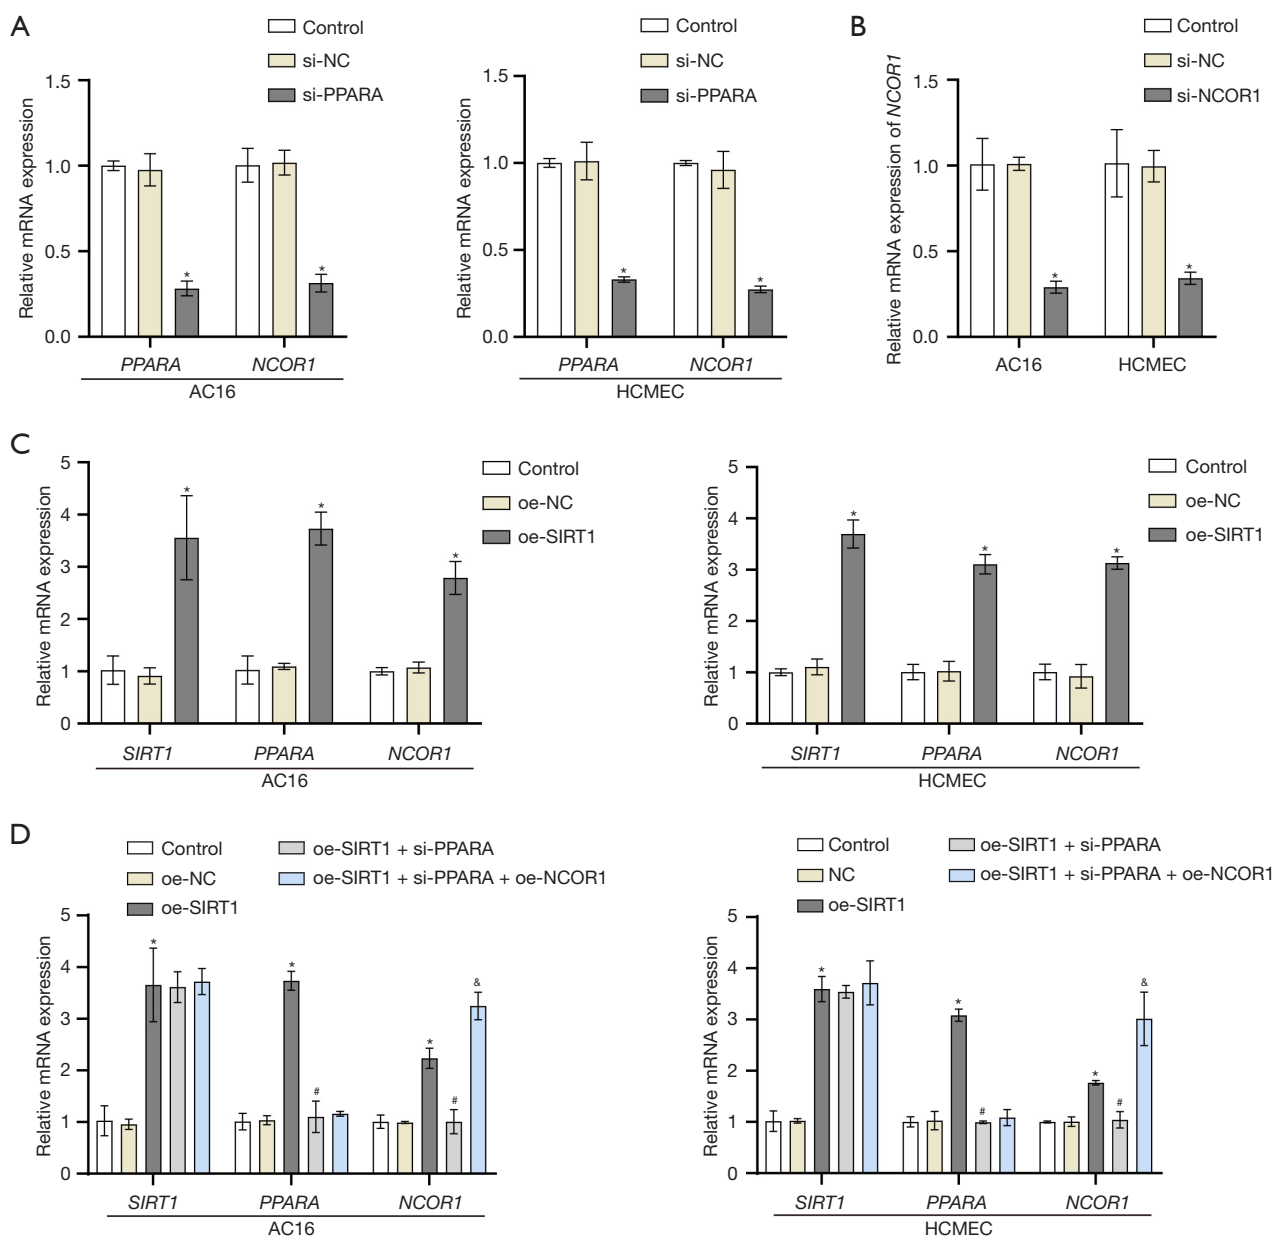 A
Control
si-NC
si-PPARA
Relative mRNA expression
1.5
1.0
0.5
0.0
*
*
PPARA
NCOR1
AC16
Control
si-NC
si-PPARA
Relative mRNA expression
1.5
1.0
0.5
0.0
*
*
PPARA
NCOR1
HCMEC
B
Control
si-NC
si-NCOR1
Relative mRNA expression of NCOR1
1.5
1.0
0.5
0.0
*
*
AC16
HCMEC
C
Control
oe-NC
oe-SIRT1
Relative mRNA expression
5
4
3
2
1
0
*
*
*
SIRT1
PPARA
NCOR1
AC16
Control
oe-NC
oe-SIRT1
Relative mRNA expression
5
4
3
2
1
0
*
*
*
SIRT1
PPARA
NCOR1
HCMEC
D
Control
oe-NC
oe-SIRT1
oe-SIRT1 + si-PPARA
oe-SIRT1 + si-PPARA + oe-NCOR1
Relative mRNA expression
5
4
3
2
1
0
*
*
#
*
#
&
SIRT1
PPARA
NCOR1
AC16
Control
NC
oe-SIRT1
oe-SIRT1 + si-PPARA
oe-SIRT1 + si-PPARA + oe-NCOR1
Relative mRNA expression
5
4
3
2
1
0
*
*
#
*
#
&
SIRT1
PPARA
NCOR1
HCMEC